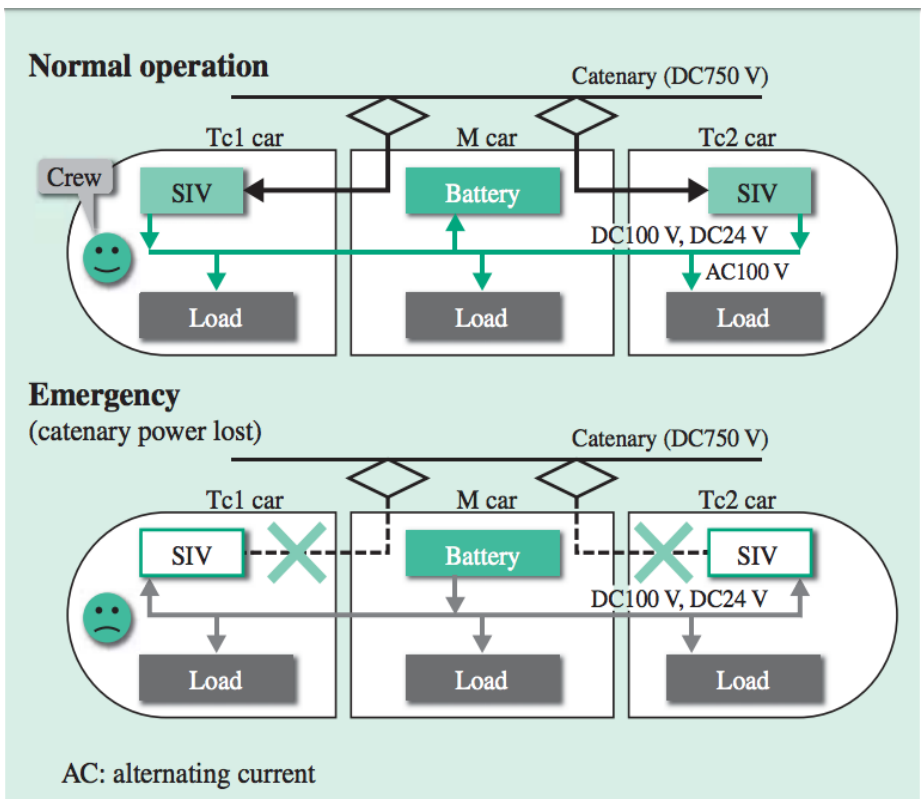 Normal operation
Catenary (DC750 V)
Tc1 car
M car
Tc2 car
Crew
SIV
Battery
SIV
DC100 V, DC24 V
AC100 V
Load
Load
Load
Emergency
(catenary power lost)
Catenary (DC750 V)
Tc1 car
M car
Tc2 car
SIV
Battery
SIV
DC100 V, DC24 V
Load
Load
Load
AC: alternating current